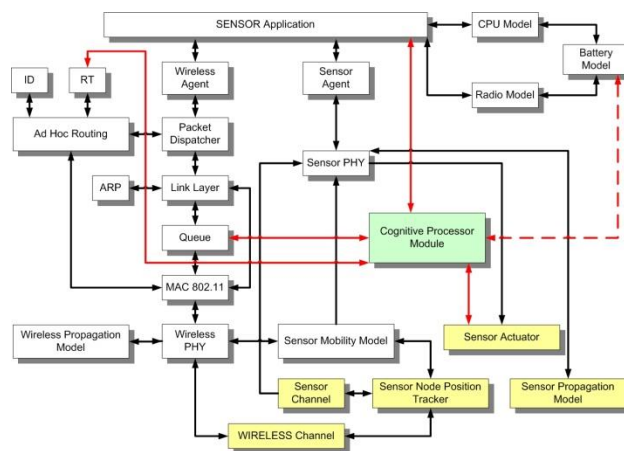 SENSOR Application
CPU Model
Battery
Model
Wireless
Agent
Sensor
Agent
ID
RT
Radio Model
Ad Hoc Routing
Packet
Dispatcher
Sensor PHY
ARP
Link Layer
Queue
Cognitive Processor
Module
MAC 802.11
Wireless Propagation
Model
Wireless
PHY
Sensor Mobility Model
Sensor Actuator
Sensor
Channel
Sensor Node Position
Tracker
Sensor Propagation
Model
WIRELESS Channel